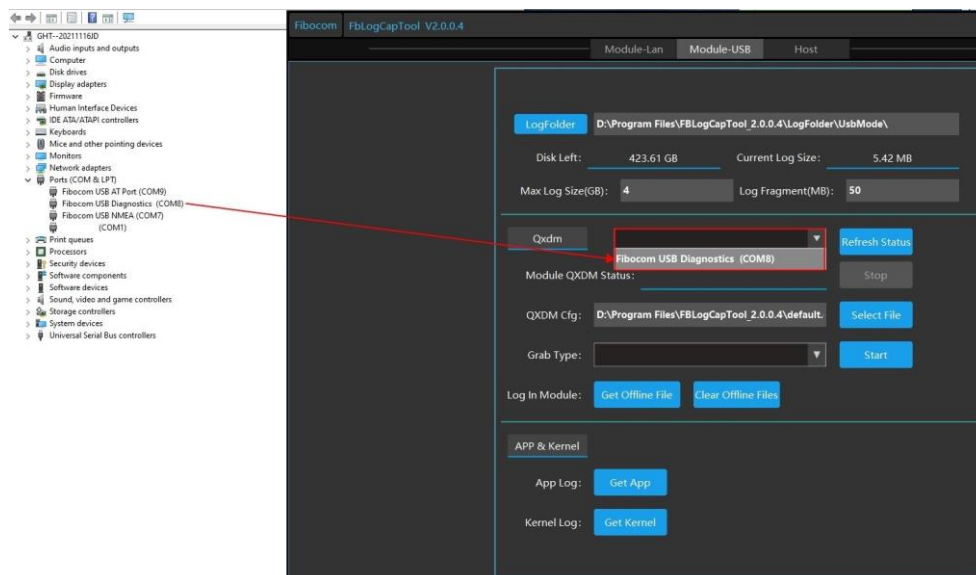 GHT--20211116JD
Audio inputs and outputs
Computer
Disk drives
Display adapters
Firmware
Human Interface Devices
IDE ATA/ATAPI controllers
Keyboards
Mice and other pointing devices
Monitors
Network adapters
Ports (COM & LPT)
Fibocom USB AT Port (COM9)
Fibocom USB Diagnostics (COM8)
Fibocom USB NMEA (COM7)
(COM1)
Print queues
Processors
Security devices
Software components
Software devices
Sound, video and game controllers
Storage controllers
System devices
Universal Serial Bus controllers
Fibocom FbLogCapTool V2.0.0.4
Module-Lan Module-USB Host
LogFolder D:\Program Files\FBLogCapTool_2.0.0.4\LogFolder\UsbMode\
Disk Left: 423.61 GB Current Log Size: 5.42 MB
Max Log Size(GB): 4 Log Fragment(MB): 50
Qxdm Refresh Status
Fibocom USB Diagnostics (COM8)
Module QXDM Status: Stop
QXDM Cfg: D:\Program Files\FBLogCapTool_2.0.0.4\default. Select File
Grab Type: Start
Log In Module: Get Offline File Clear Offline Files
APP & Kernel
App Log: Get App
Kernel Log: Get Kernel